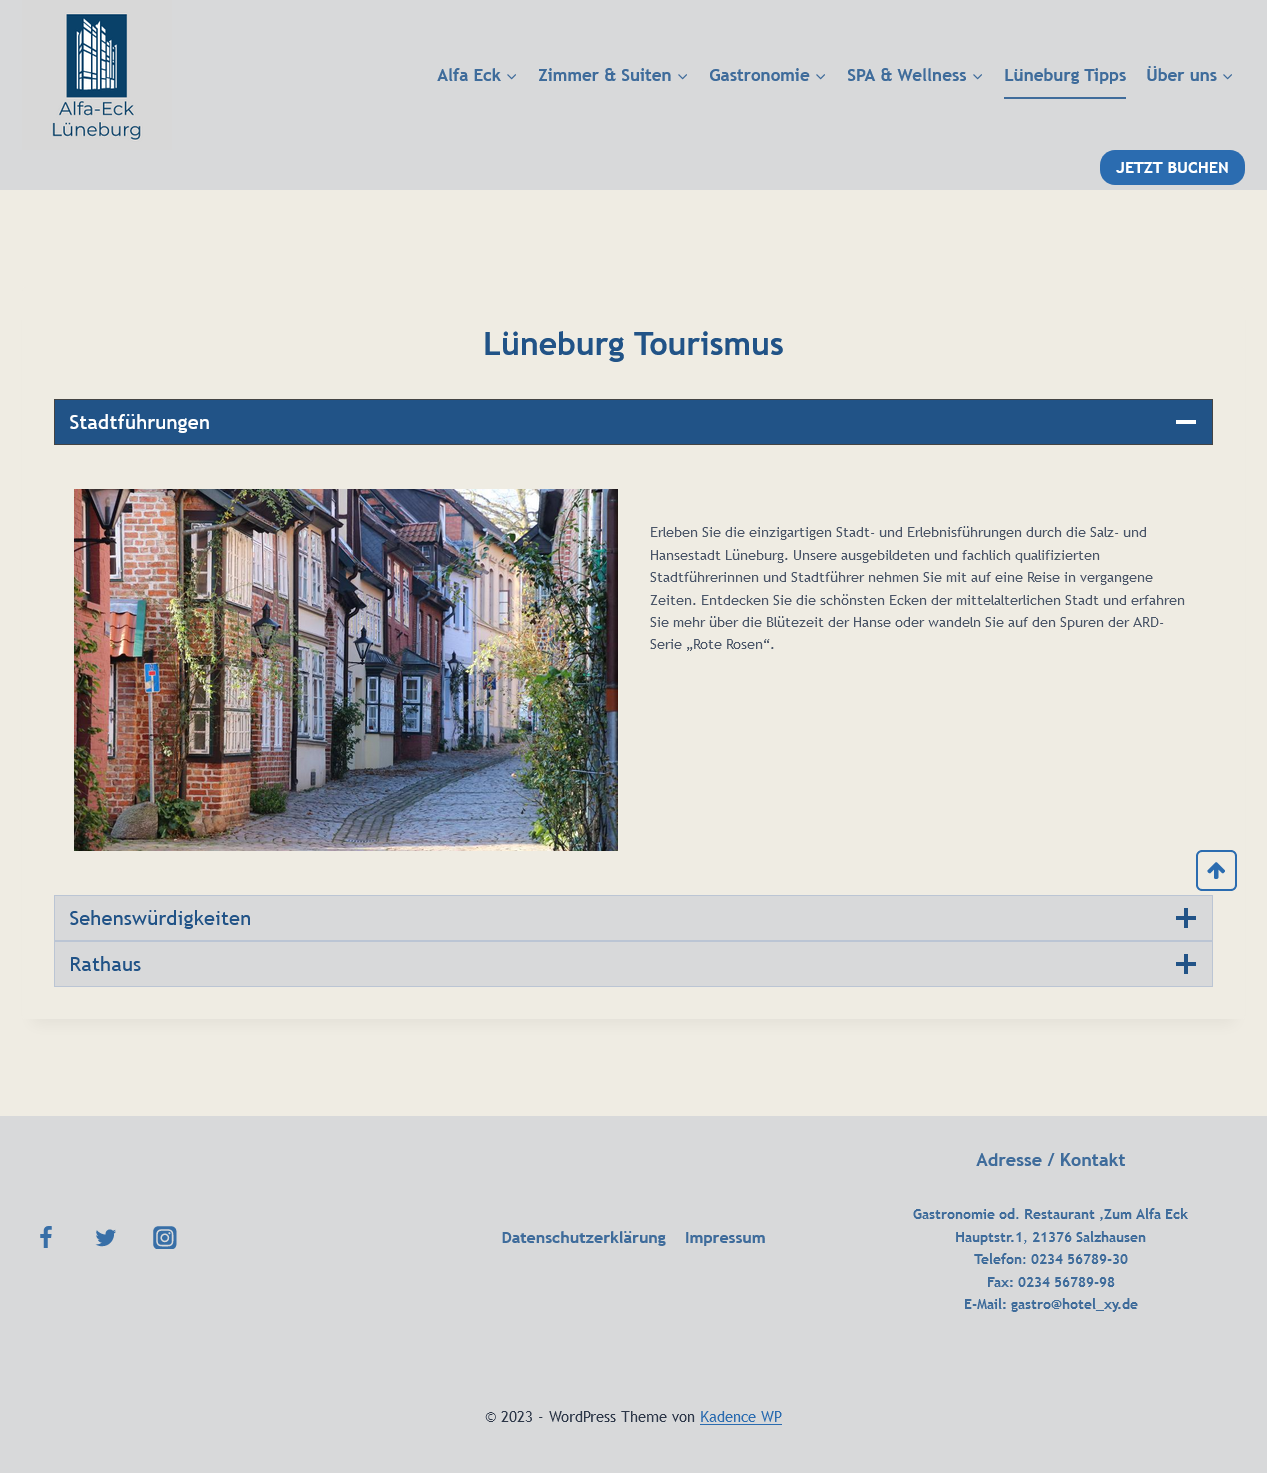 Alfa-Eck
Lüneburg
Alfa Eck
Zimmer & Suiten
Gastronomie
SPA & Wellness
Lüneburg Tipps
Über uns
JETZT BUCHEN
Lüneburg Tourismus
Stadtführungen
Erleben Sie die einzigartigen Stadt- und Erlebnisführungen durch die Salz- und
Hansestadt Lüneburg. Unsere ausgebildeten und fachlich qualifizierten
Stadtführerinnen und Stadtführer nehmen Sie mit auf eine Reise in vergangene
Zeiten. Entdecken Sie die schönsten Ecken der mittelalterlichen Stadt und erfahren
Sie mehr über die Blütezeit der Hanse oder wandeln Sie auf den Spuren der ARD-
Serie „Rote Rosen“.
Sehenswürdigkeiten
Rathaus
Datenschutzerklärung
Impressum
Adresse / Kontakt
Gastronomie od. Restaurant ‚Zum Alfa Eck
Hauptstr.1, 21376 Salzhausen
Telefon: 0234 56789-30
Fax: 0234 56789-98
E-Mail: gastro@hotel_xy.de
© 2023 - WordPress Theme von Kadence WP